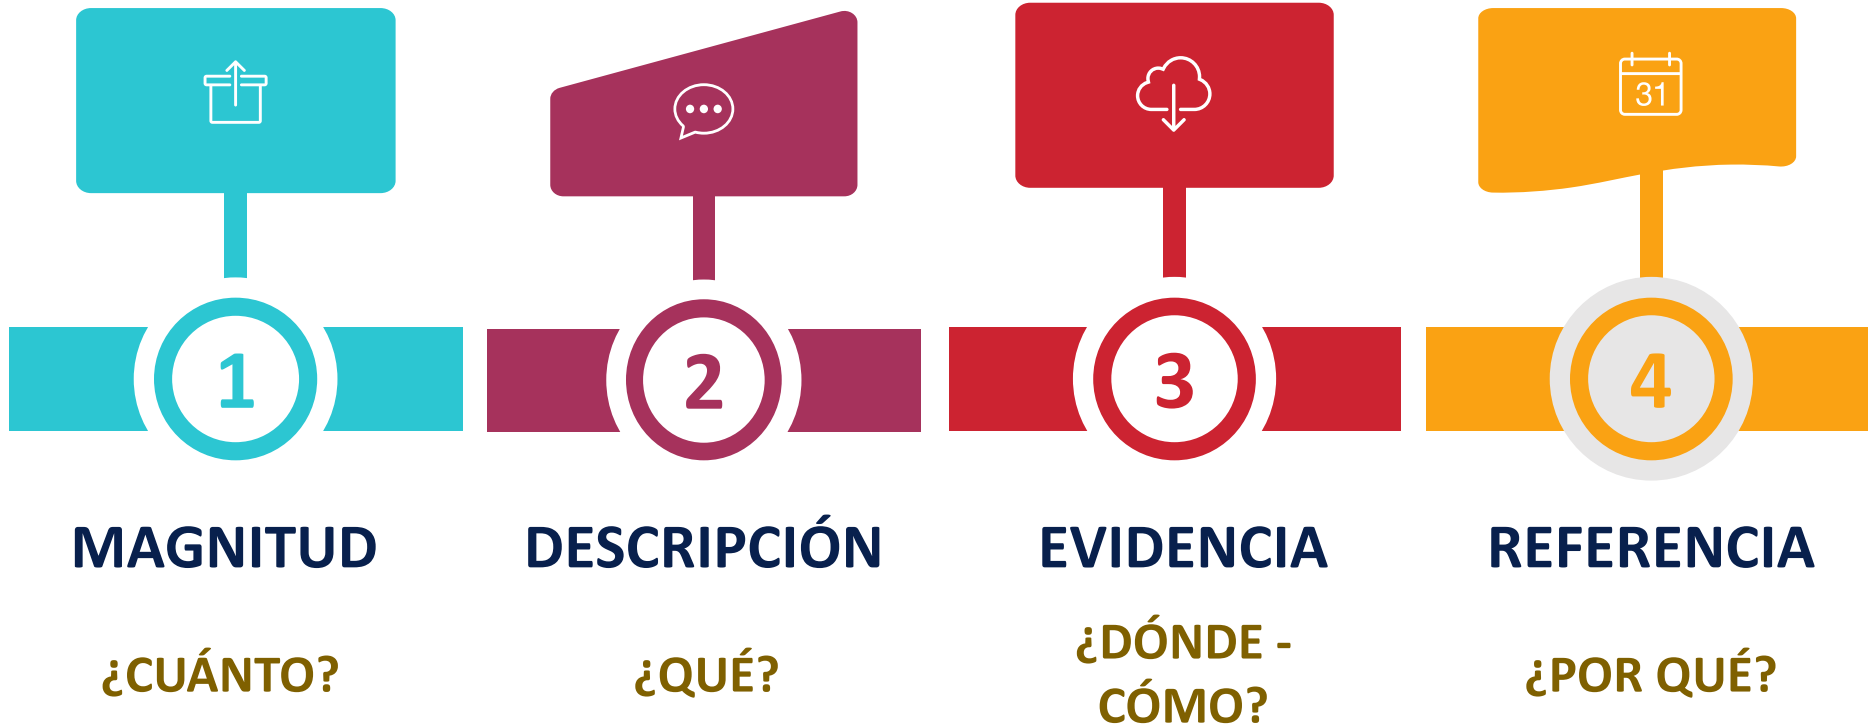 31
1
2
3
4
MAGNITUD
DESCRIPCIÓN
EVIDENCIA
REFERENCIA
¿CUÁNTO?
¿QUÉ?
¿DÓNDE -
CÓMO?
¿POR QUÉ?